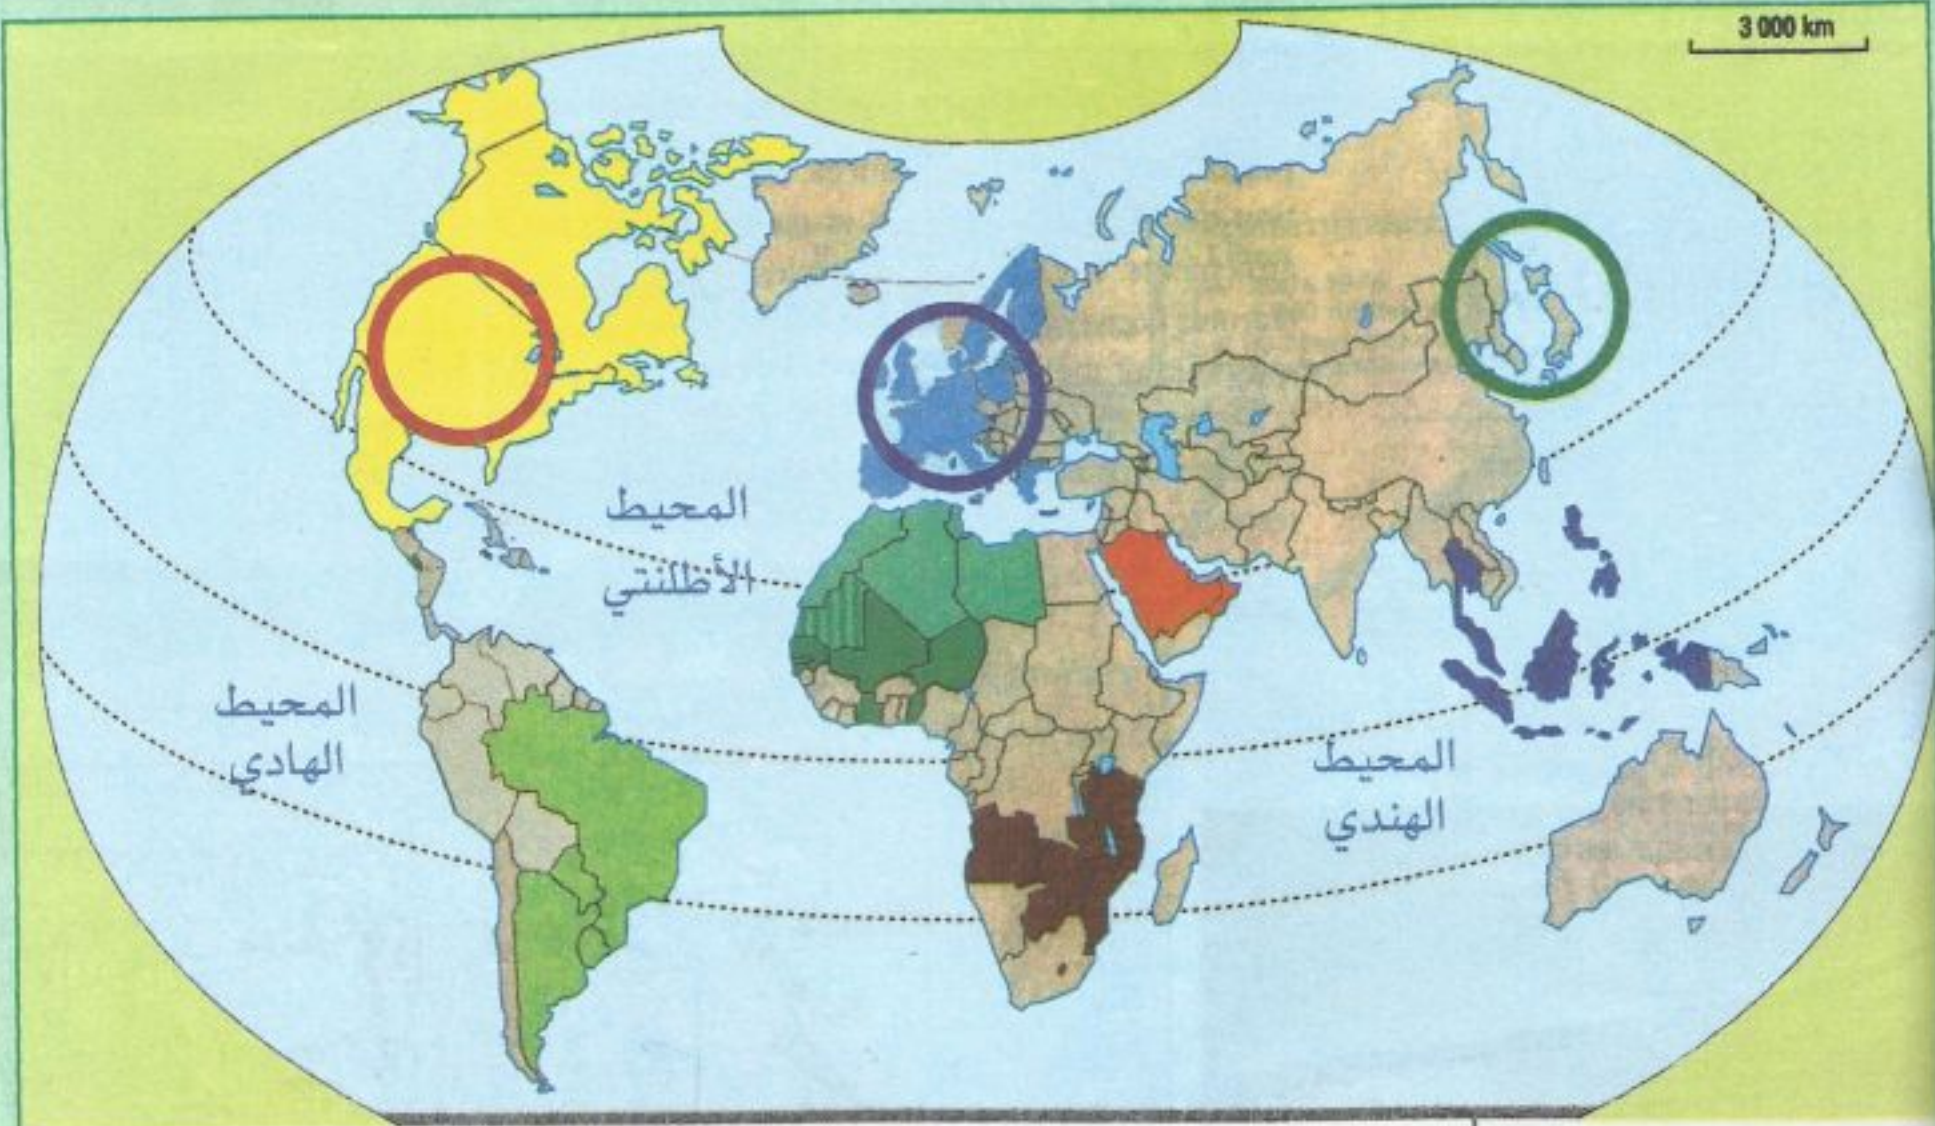 3 000 km
المحيط
الأطلنتي
المحيط
الهادي
المحيط
الهندي